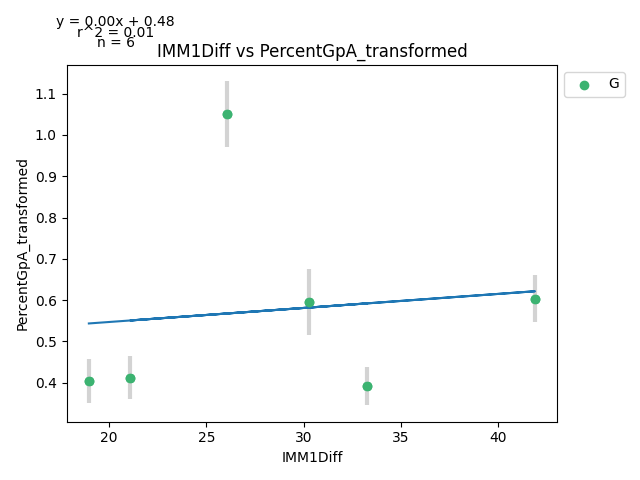 y = 0.00x + 0.48
r^2 = 0.01
n = 6
IMM1Diff vs PercentGpA_transformed
G
PercentGpA_transformed
1.1
1.0
0.9
0.8
0.7
0.6
0.5
0.4
20
25
30
35
40
IMM1Diff